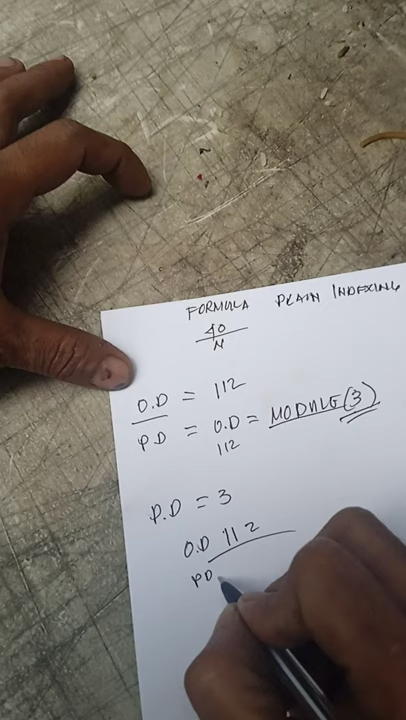 FORMULA PLAIN INDEXING
40
N
O.D = 112
P.D = O.D = MODULE (3)
112
P.D = 3
O.D 112
PD